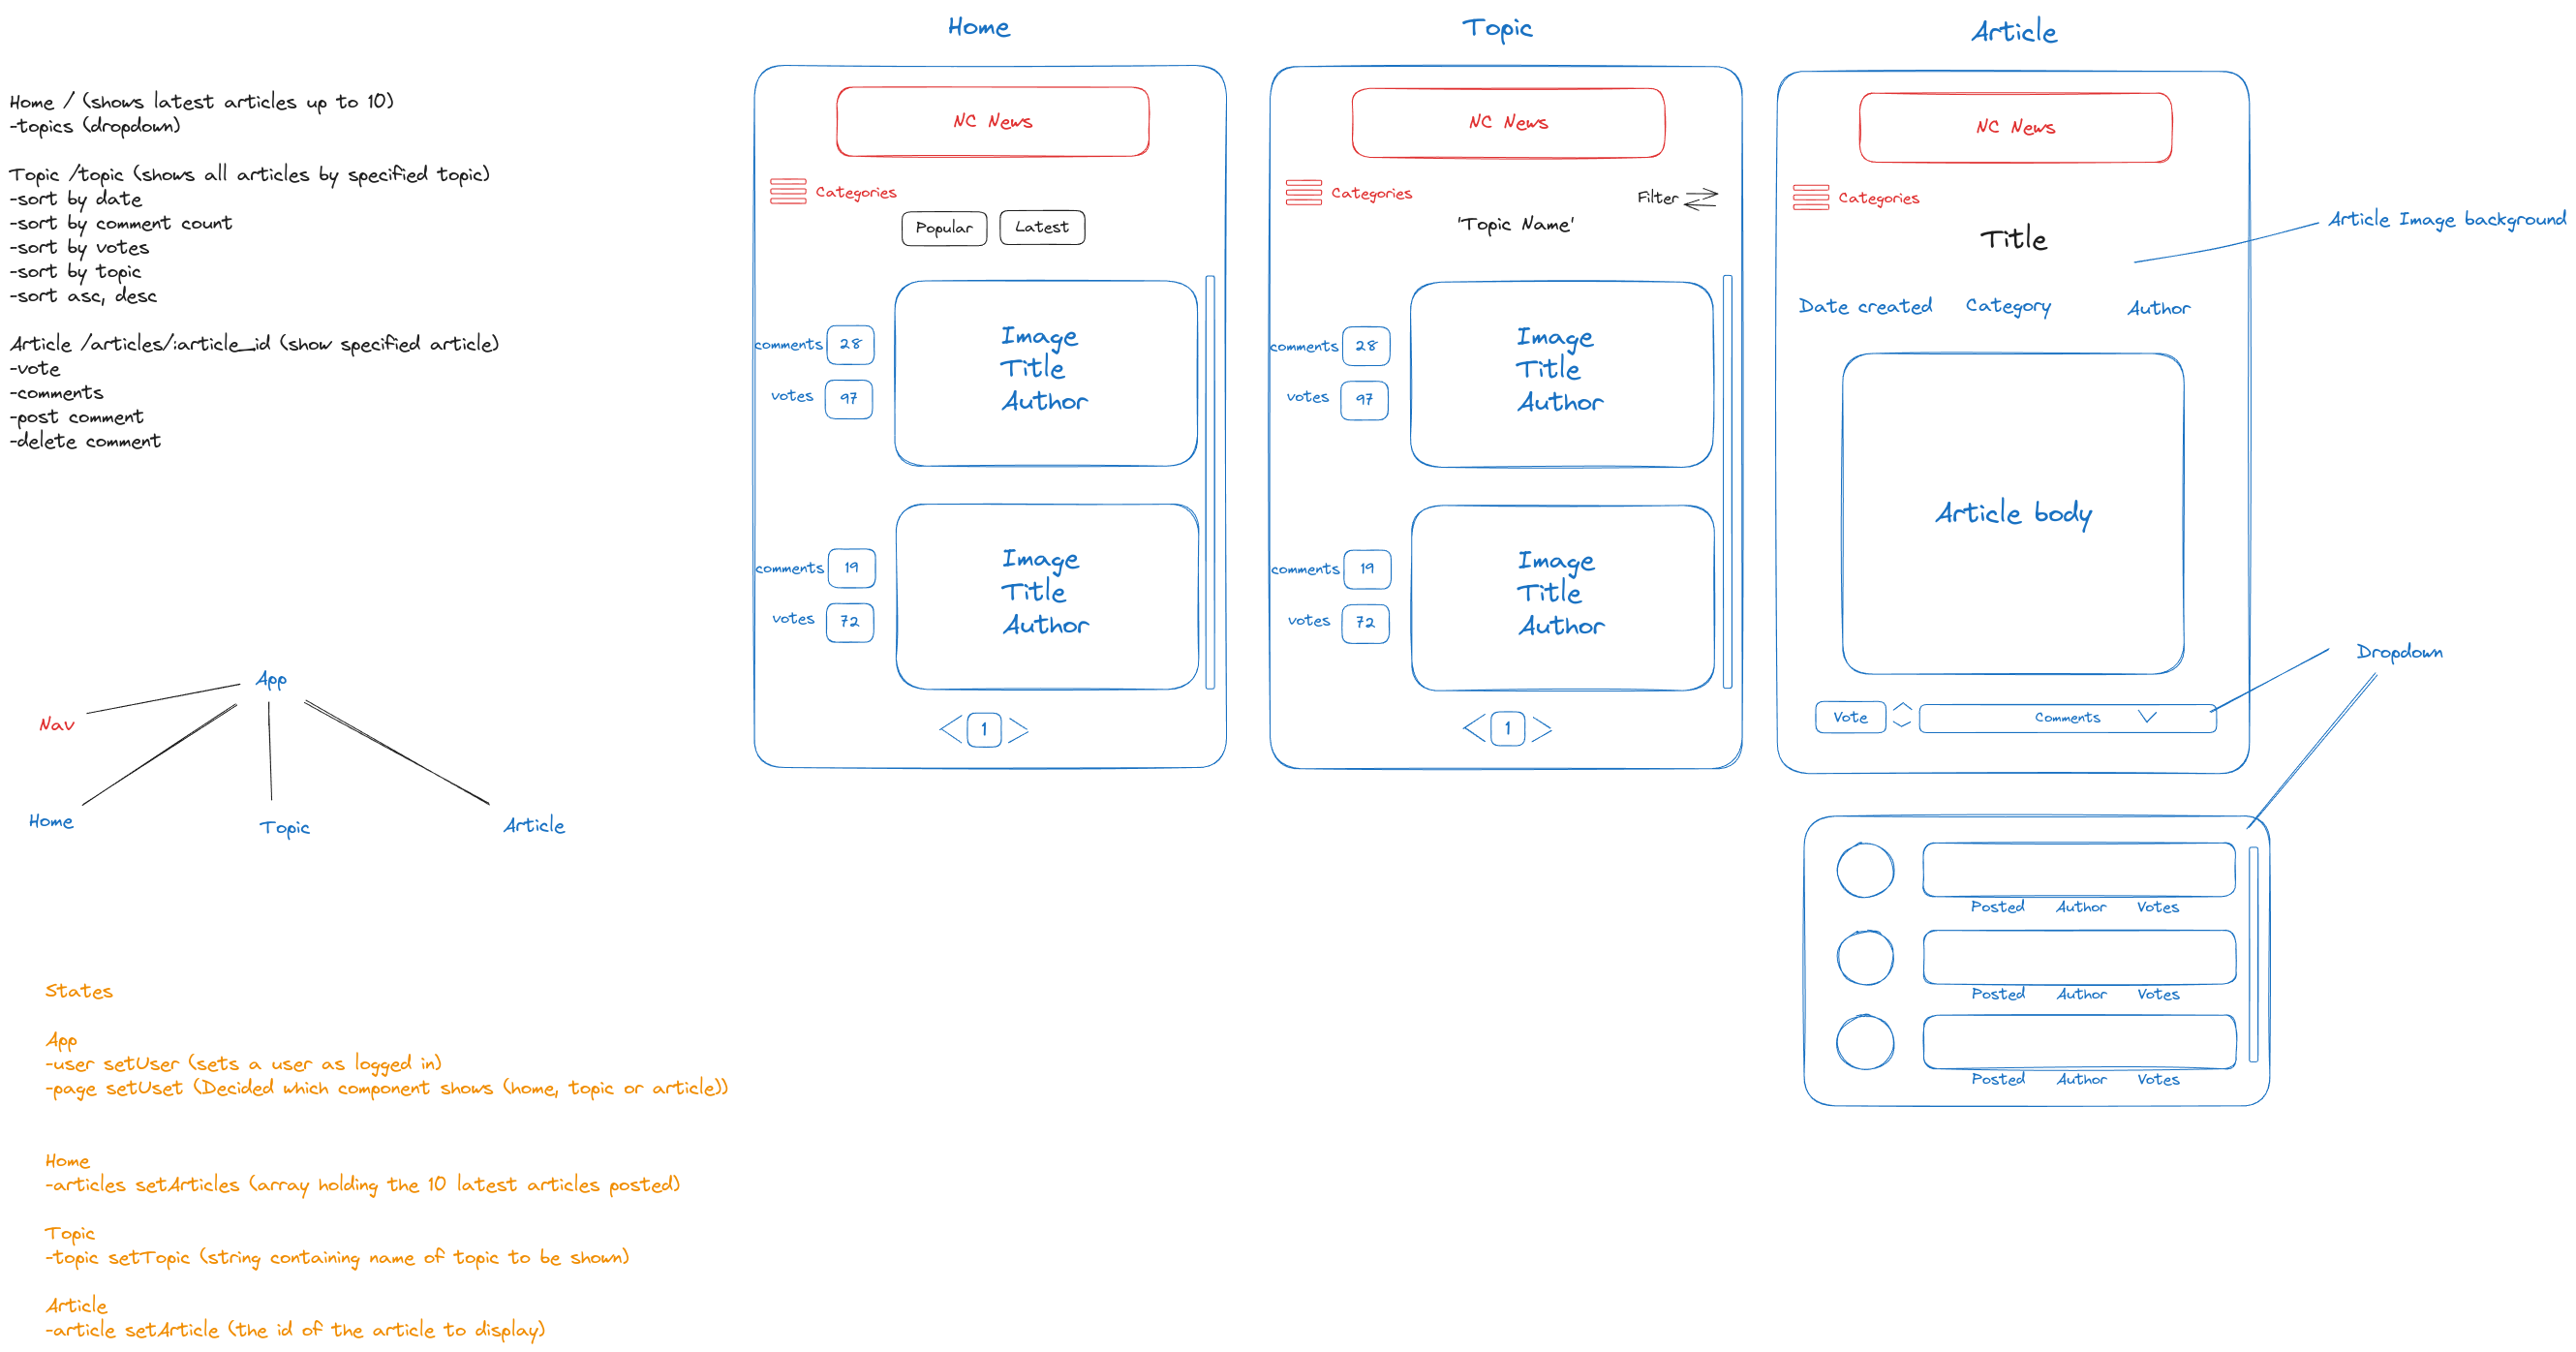 Home / (shows latest articles up to 10)
-topics (dropdown)
Topic /topic (shows all articles by specified topic)
-sort by date
-sort by comment count
-sort by votes
-sort by topic
-sort asc, desc
Article /articles/:article_id (show specified article)
-vote
-comments
-post comment
-delete comment
App
Nav
Home
Topic
Article
States
App
-user setUser (sets a user as logged in)
-page setUset (Decided which component shows (home, topic or article))
Home
-articles setArticles (array holding the 10 latest articles posted)
Topic
-topic setTopic (string containing name of topic to be shown)
Article
-article setArticle (the id of the article to display)
Home
NC News
Categories
Popular
Latest
comments 28
votes 97
Image
Title
Author
comments 19
votes 72
Image
Title
Author
1
Topic
NC News
Categories
Filter
'Topic Name'
comments 28
votes 97
Image
Title
Author
comments 19
votes 72
Image
Title
Author
1
Article
NC News
Categories
Title
Article Image background
Date created Category Author
Article body
Vote
Comments
Dropdown
Posted Author Votes
Posted Author Votes
Posted Author Votes